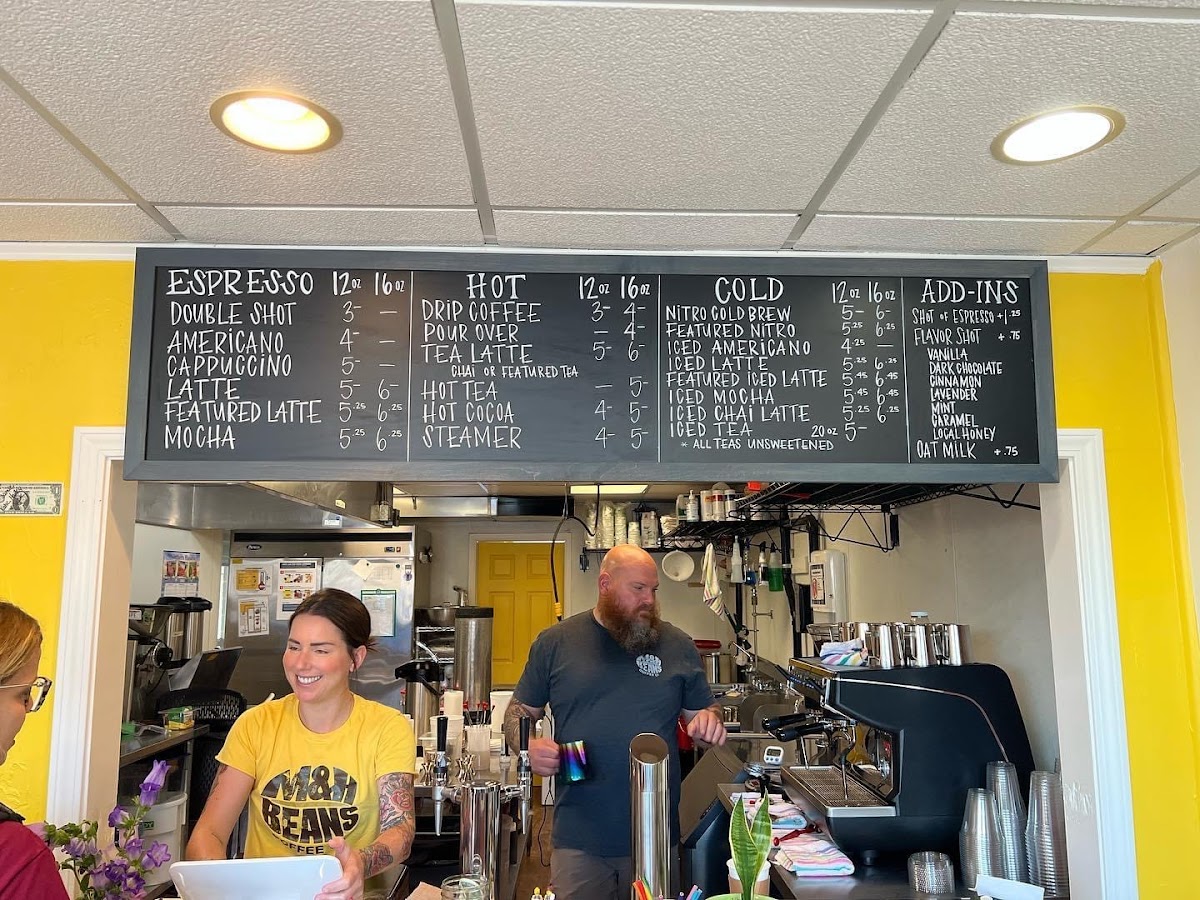 ESPRESSO 12oz 16oz
DOUBLE SHOT 3- —
AMERICANO 4- —
CAPPUCCINO 5- —
LATTE 5- 6-
FEATURED LATTE 5.25 6.25
MOCHA 5.25 6.25
HOT 12oz 16oz
DRIP COFFEE 3- 4-
POUR OVER — 4-
TEA LATTE 5- 6-
CHAI OR FEATURED TEA
HOT TEA — 5-
HOT COCOA 4- 5-
STEAMER 4- 5-
COLD 12oz 16oz
NITRO COLD BREW 5- 6-
FEATURED NITRO 5.25 6.25
ICED AMERICANO 4.25 —
ICED LATTE 5.25 6.25
FEATURED ICED LATTE 5.45 6.45
ICED MOCHA 5.45 6.45
ICED CHAI LATTE 5.25 6.25
ICED TEA 20oz 5-
* ALL TEAS UNSWEETENED
ADD-INS
SHOT OF ESPRESSO +1.25
FLAVOR SHOT +.75
VANILLA
DARK CHOCOLATE
CINNAMON
LAVENDER
MINT
CARAMEL
LOCAL HONEY
OAT MILK +.75
M&H
BEANS
COFFEE
BEANS